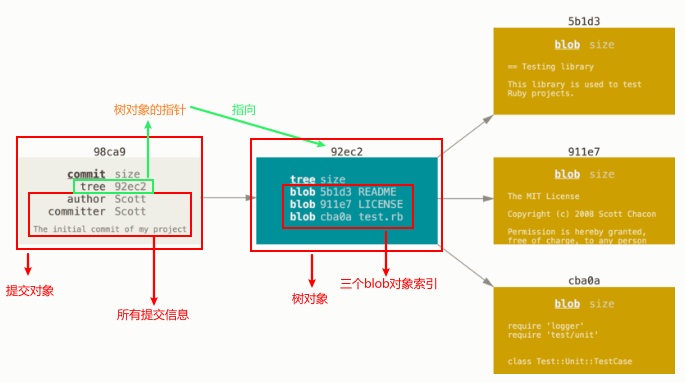 树对象的指针
指向
98ca9
commit size
tree 92ec2
author Scott
committer Scott
The initial commit of my project
提交对象
所有提交信息
92ec2
tree size
blob 5b1d3 README
blob 911e7 LICENSE
blob cba0a test.rb
树对象
三个blob对象索引
5b1d3
blob size
== Testing library
This library is used to test
Ruby projects.
911e7
blob size
The MIT License
Copyright (c) 2008 Scott Chacon
Permission is hereby granted,
free of charge, to any person
cba0a
blob size
require 'logger'
require 'test/unit'
class Test::Unit::TestCase